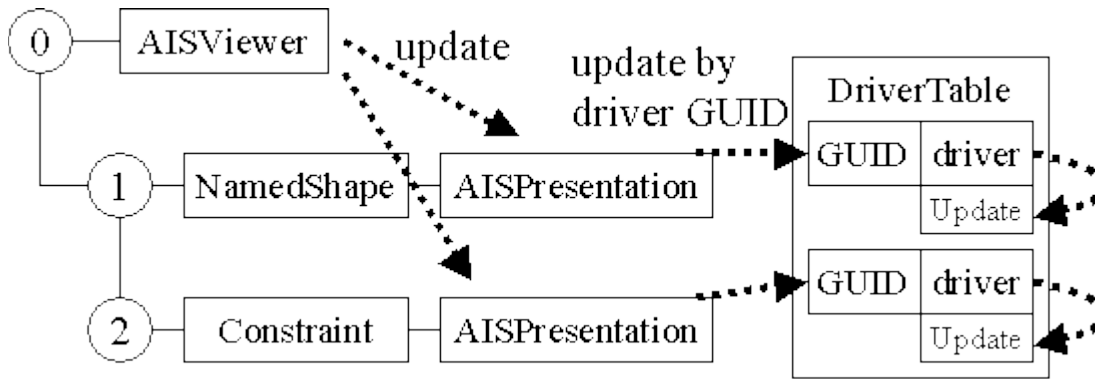 0 AISViewer
update
update by
driver GUID
DriverTable
1 NamedShape AISPresentation
GUID driver
Update
2 Constraint AISPresentation
GUID driver
Update